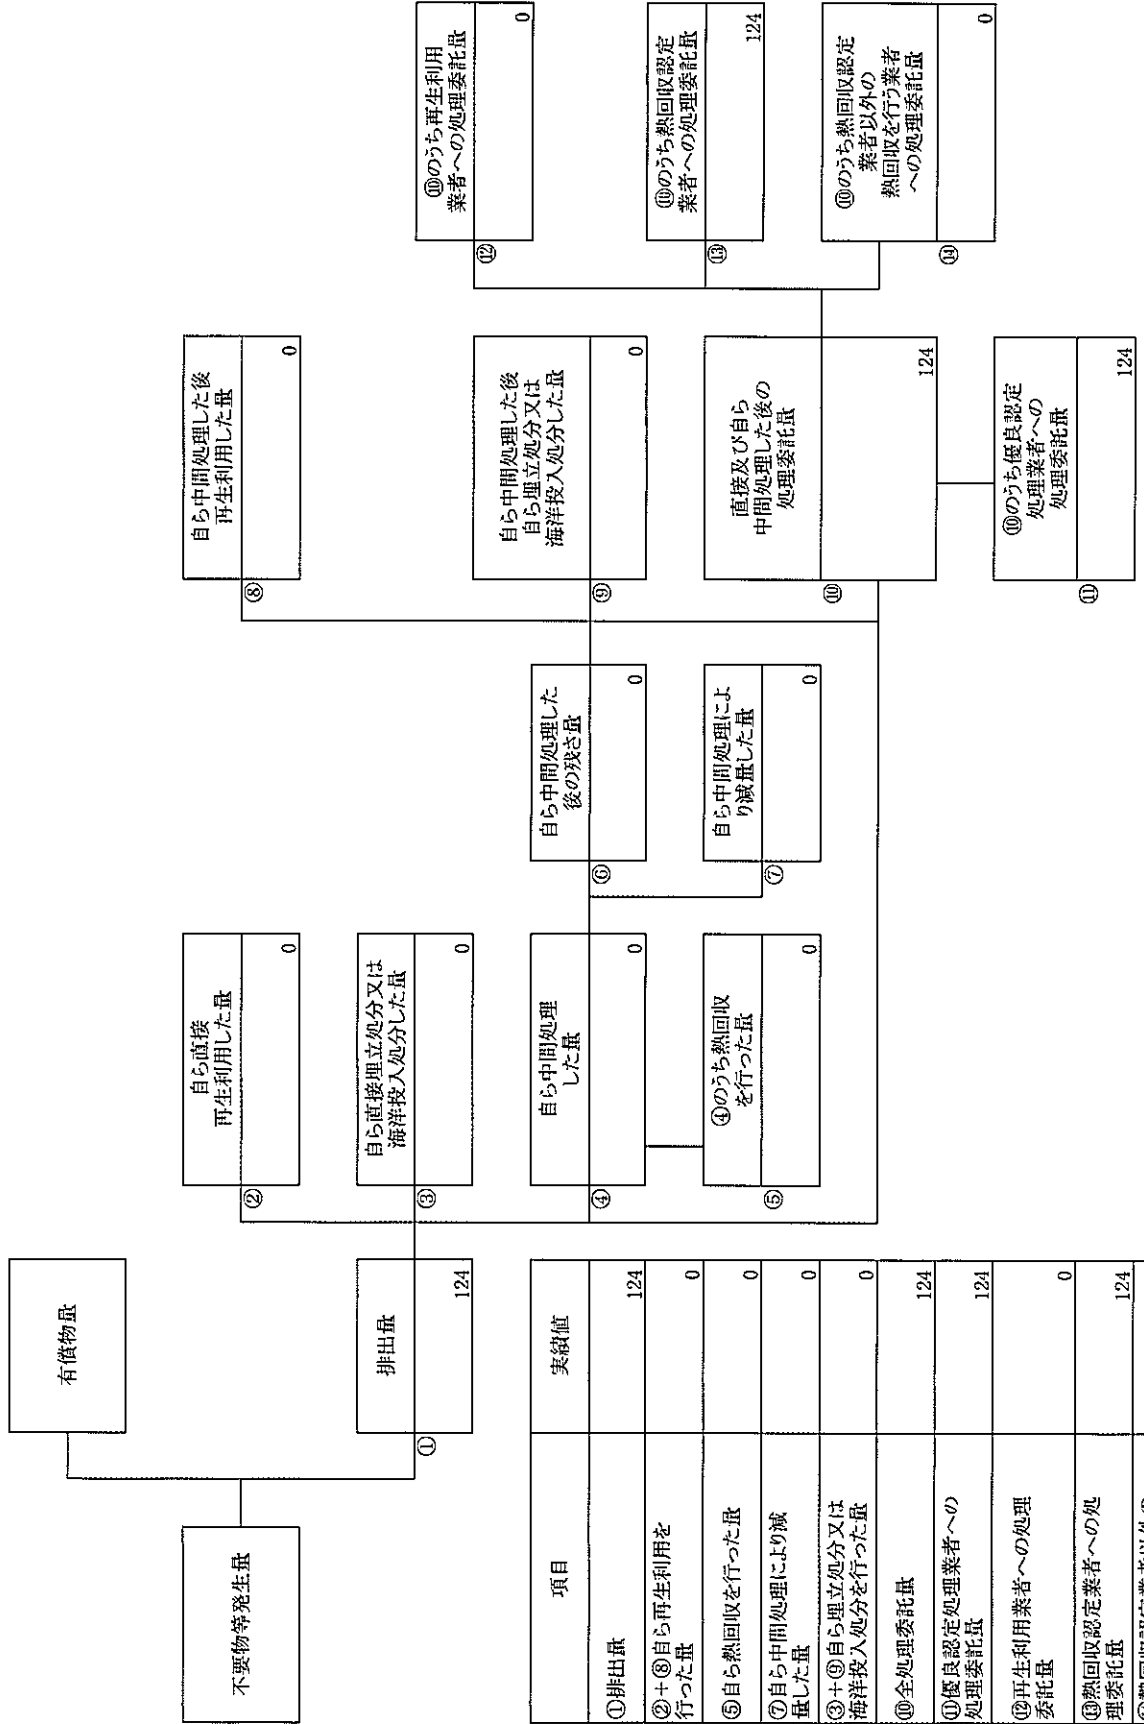 不要物等発生量
有償物量
①
排出量
124
②
自ら直接
再生利用した量
0
③
自ら直接埋立処分又は
海洋投入処分した量
0
④
自ら中間処理
した量
0
⑤
④のうち熱回収
を行った量
0
⑥
自ら中間処理した
後の残さ量
0
⑦
自ら中間処理によ
り減量した量
0
⑧
自ら中間処理した後
再生利用した量
0
⑨
自ら中間処理した後
自ら埋立処分又は
海洋投入処分した量
0
⑩
直接及び自ら
中間処理した後の
処理委託量
124
⑪
⑩のうち優良認定
処理業者への
処理委託量
124
⑫
⑩のうち再生利用
業者への処理委託量
0
⑬
⑩のうち熱回収認定
業者への処理委託量
124
⑭
⑩のうち熱回収認定
業者以外の
熱回収を行う業者
への処理委託量
0
項目 実績値
①排出量 124
②+⑧自ら再生利用を
行った量 0
⑤自ら熱回収を行った量 0
⑦自ら中間処理により減
量した量 0
③+⑨自ら埋立処分又は
海洋投入処分を行った量 0
⑩全処理委託量 124
⑪優良認定処理業者への
処理委託量 124
⑫再生利用業者への処理
委託量 0
⑬熱回収認定業者への処
理委託量 124